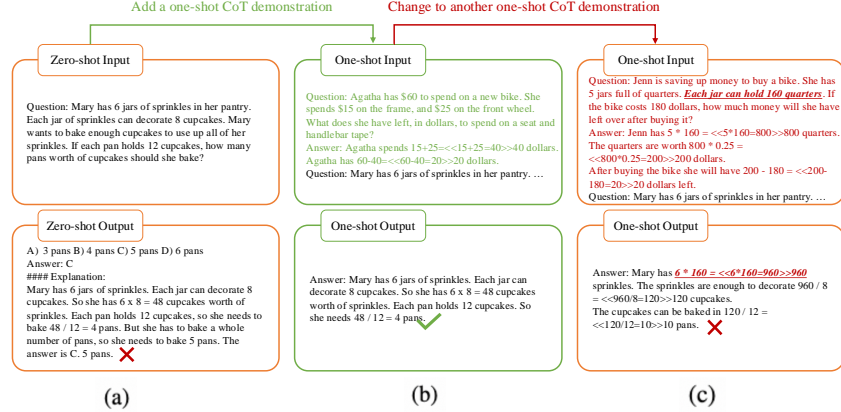 Add a one-shot CoT demonstration
Change to another one-shot CoT demonstration
Zero-shot Input
Question: Mary has 6 jars of sprinkles in her pantry.
Each jar of sprinkles can decorate 8 cupcakes. Mary
wants to bake enough cupcakes to use up all of her
sprinkles. If each pan holds 12 cupcakes, how many
pans worth of cupcakes should she bake?
Zero-shot Output
A) 3 pans B) 4 pans C) 5 pans D) 6 pans
Answer: C
#### Explanation:
Mary has 6 jars of sprinkles. Each jar can decorate 8
cupcakes. So she has 6 x 8 = 48 cupcakes worth of
sprinkles. Each pan holds 12 cupcakes, so she needs to
bake 48 / 12 = 4 pans. But she has to bake a whole
number of pans, so she needs to bake 5 pans. The
answer is C. 5 pans.
(a)
One-shot Input
Question: Agatha has $60 to spend on a new bike. She
spends $15 on the frame, and $25 on the front wheel.
What does she have left, in dollars, to spend on a seat and
handlebar tape?
Answer: Agatha spends 15+25=<<15+25=40>>40 dollars.
Agatha has 60-40=<<60-40=20>>20 dollars.
Question: Mary has 6 jars of sprinkles in her pantry. …
One-shot Output
Answer: Mary has 6 jars of sprinkles. Each jar can
decorate 8 cupcakes. So she has 6 x 8 = 48 cupcakes
worth of sprinkles. Each pan holds 12 cupcakes. So
she needs 48 / 12 = 4 pans.
(b)
One-shot Input
Question: Jenn is saving up money to buy a bike. She has
5 jars full of quarters. Each jar can hold 160 quarters. If
the bike costs 180 dollars, how much money will she have
left over after buying it?
Answer: Jenn has 5 * 160 = <<5*160=800>>800 quarters.
The quarters are worth 800 * 0.25 =
<<800*0.25=200>>200 dollars.
After buying the bike she will have 200 - 180 = <<200-
180=20>>20 dollars left.
Question: Mary has 6 jars of sprinkles in her pantry. …
One-shot Output
Answer: Mary has 6 * 160 = <<6*160=960>>960
sprinkles. The sprinkles are enough to decorate 960 / 8
= <<960/8=120>>120 cupcakes.
The cupcakes can be baked in 120 / 12 =
<<120/12=10>>10 pans.
(c)